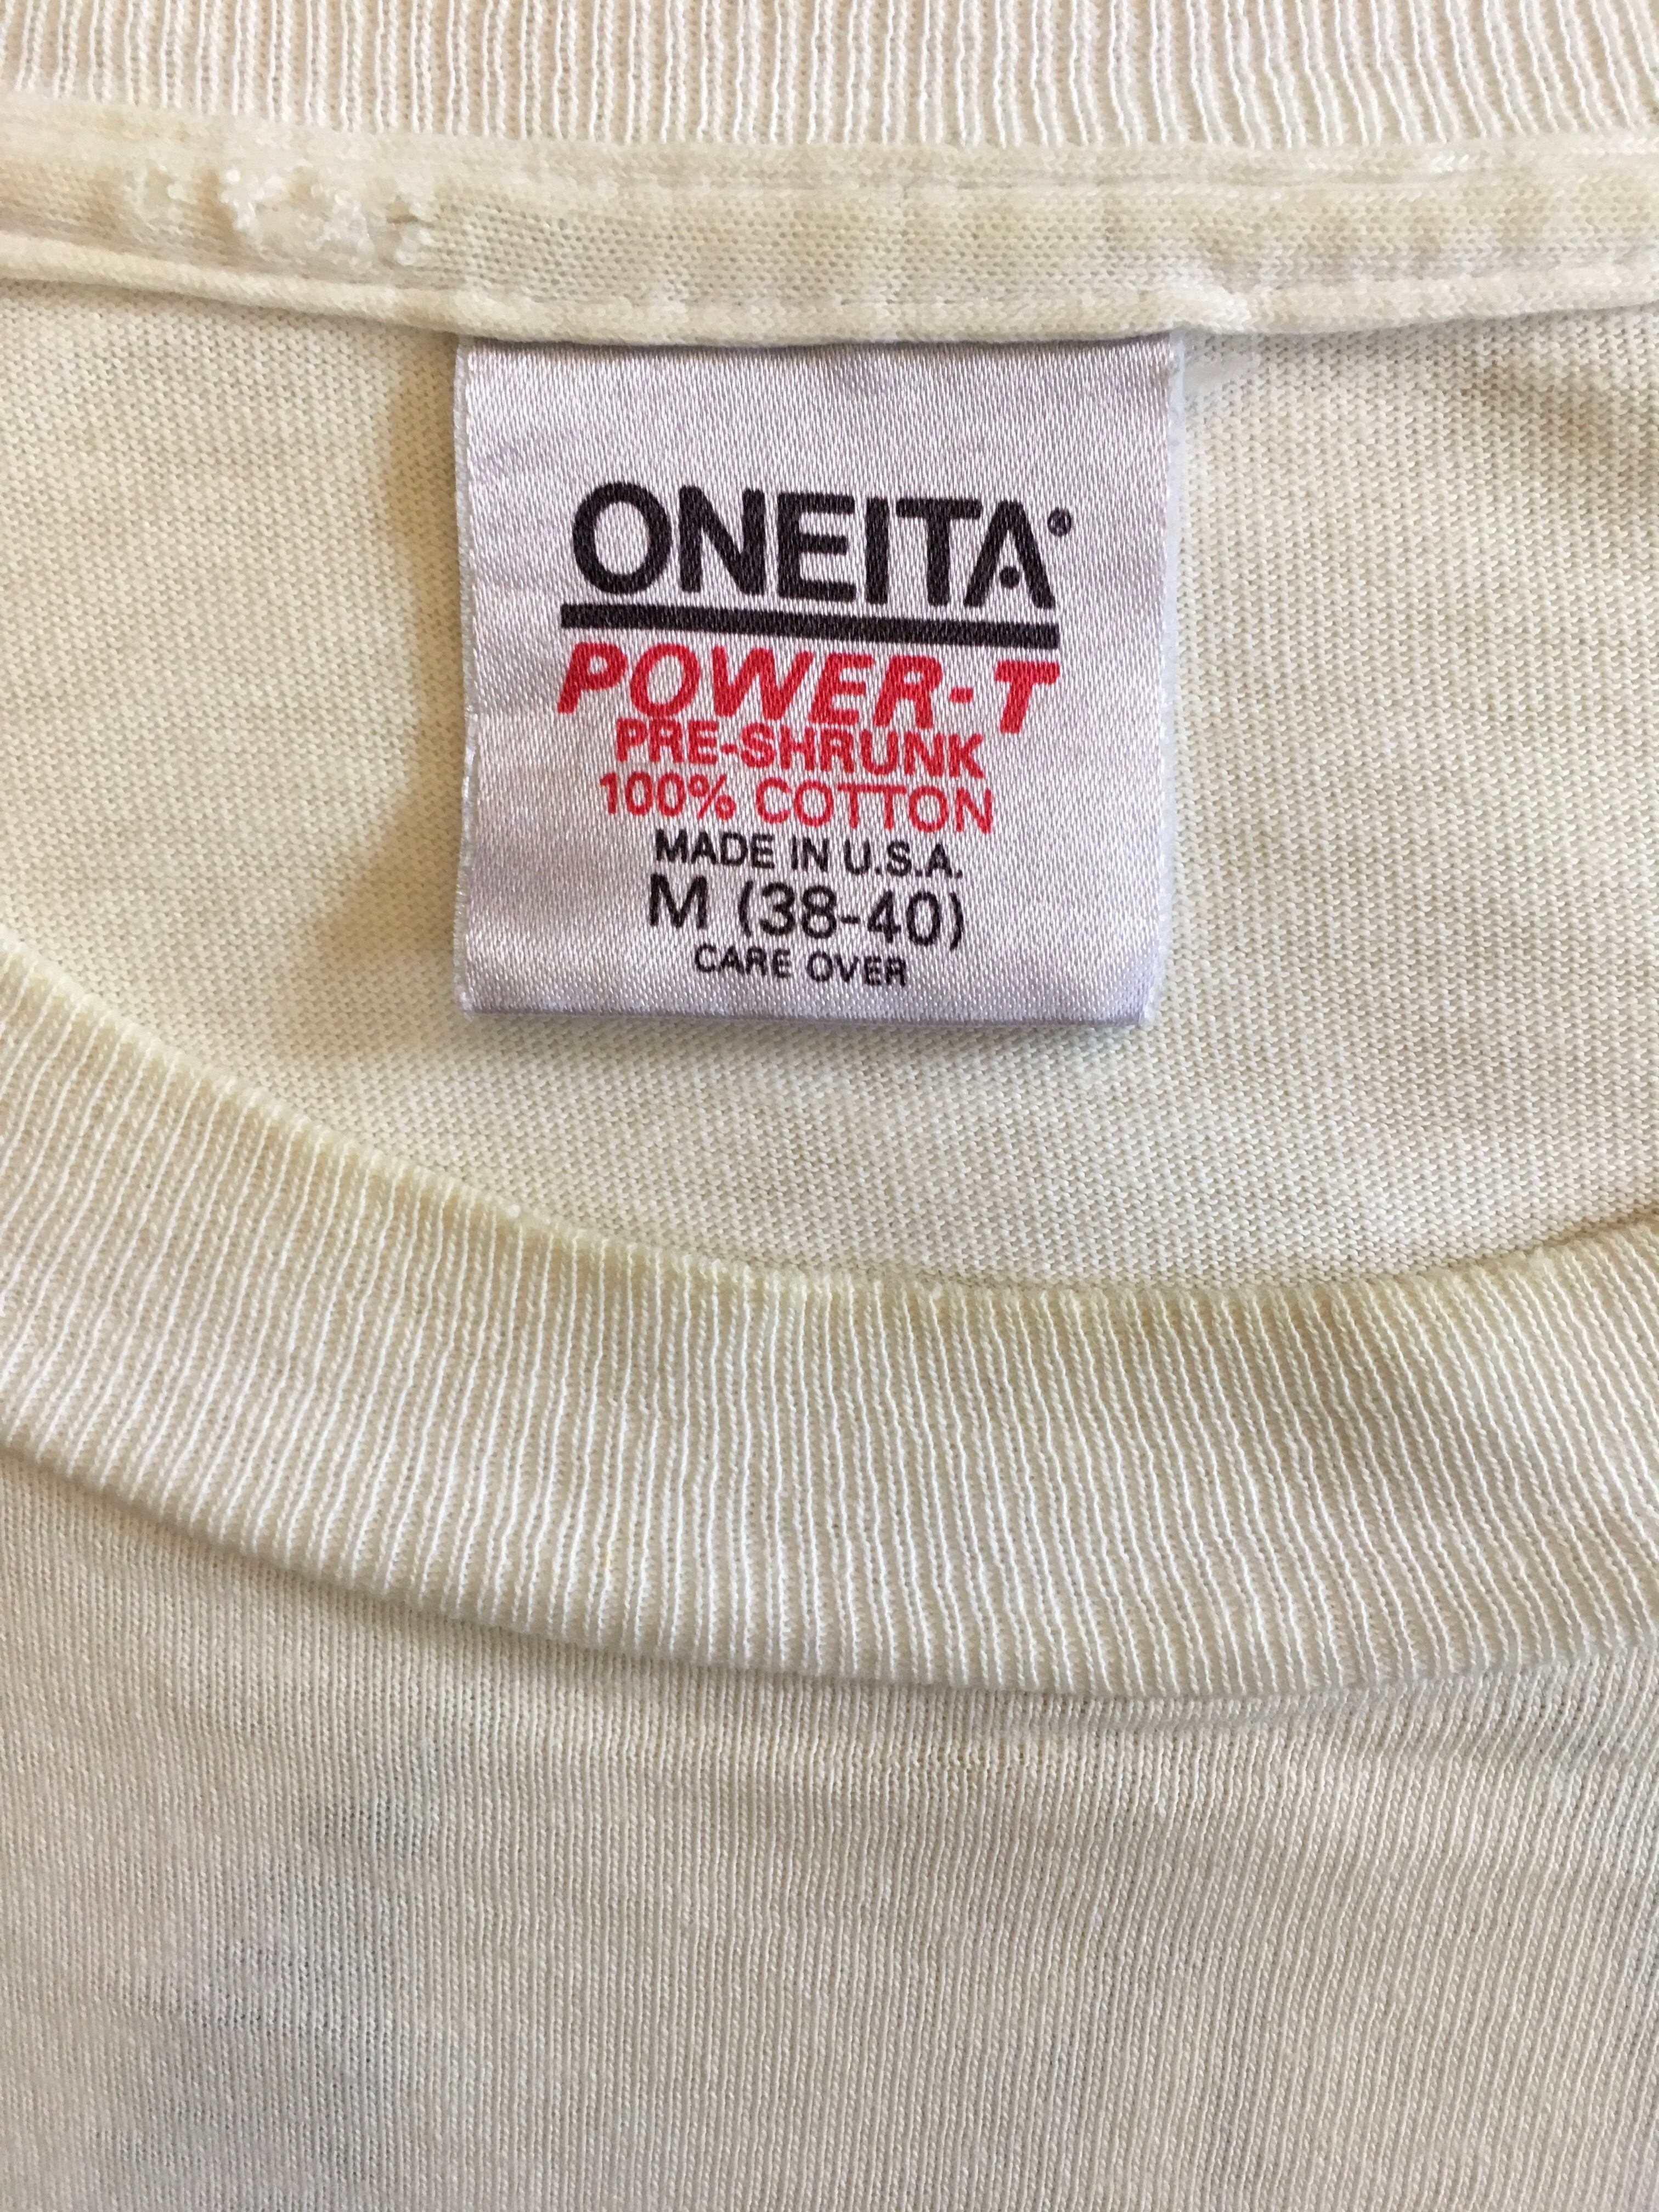 ONEITA®
POWER-T
PRE-SHRUNK
100% COTTON
MADE IN U.S.A.
M (38-40)
CARE OVER